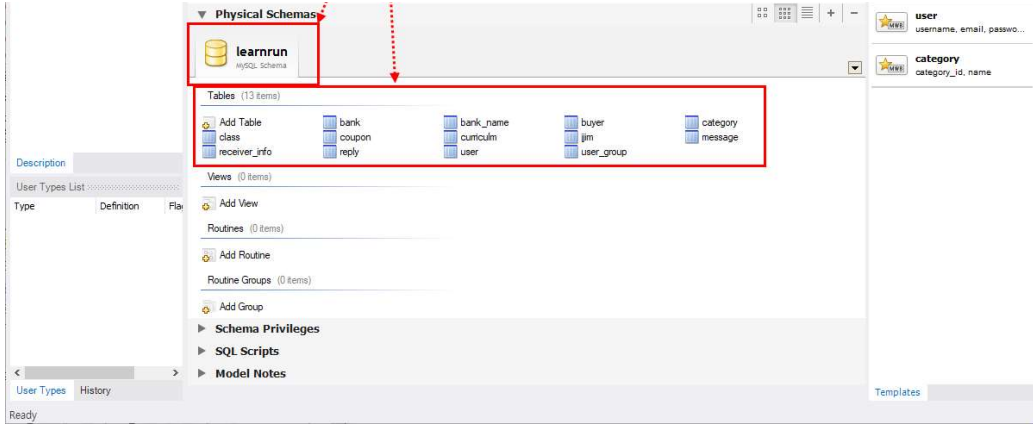 Physical Schemas
learnrun
MySQL Schema
Tables (13 items)
Add Table bank bank_name buyer category
class coupon curiculm jjim message
receiver_info reply user user_group
Views (0 items)
Add View
Routines (0 items)
Add Routine
Routine Groups (0 items)
Add Group
Schema Privileges
SQL Scripts
Model Notes
Description
User Types List
Type Definition Fla
User Types History
Ready
user
username, email, passwo...
category
category_id, name
Templates